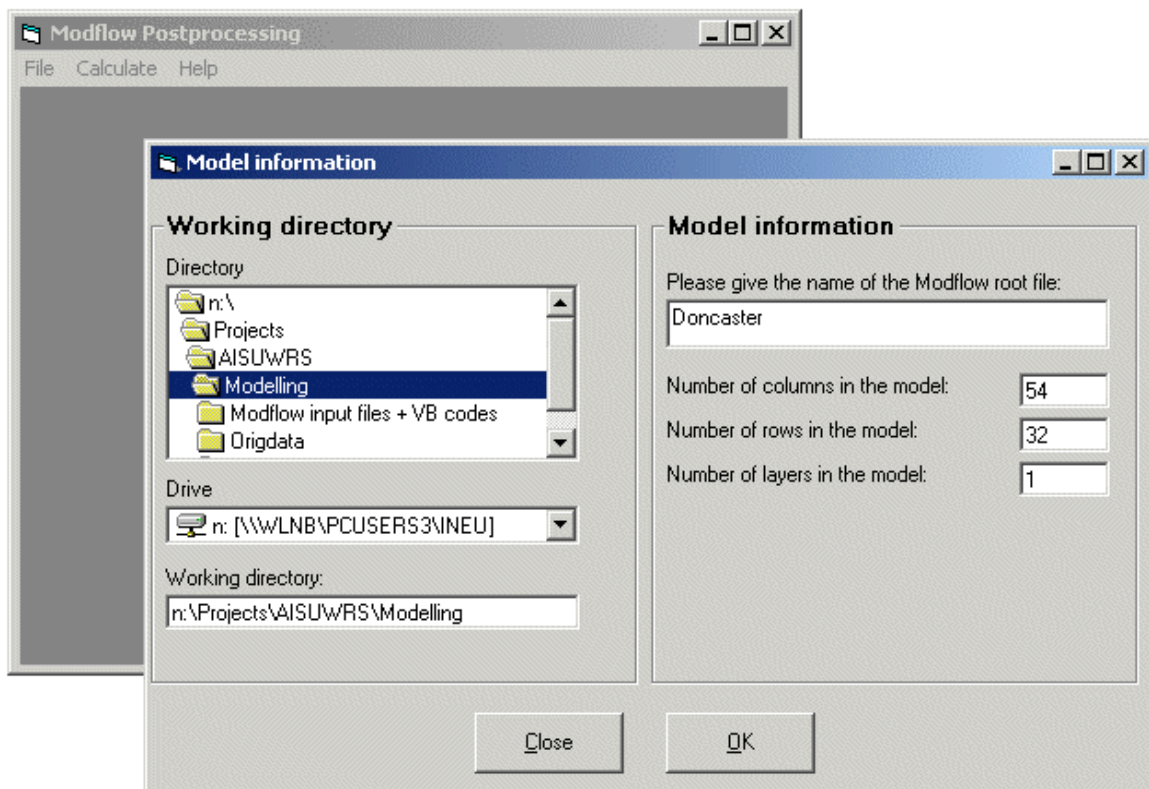 Modflow Postprocessing
File Calculate Help
Model information
Working directory
Directory
n:\
Projects
AISUWRS
Modelling
Modflow input files + VB codes
Origdata
Drive
n: [\\WLNB\PCUSERS3\INEU]
Working directory:
n:\Projects\AISUWRS\Modelling
Model information
Please give the name of the Modflow root file:
Doncaster
Number of columns in the model: 54
Number of rows in the model: 32
Number of layers in the model: 1
Close OK